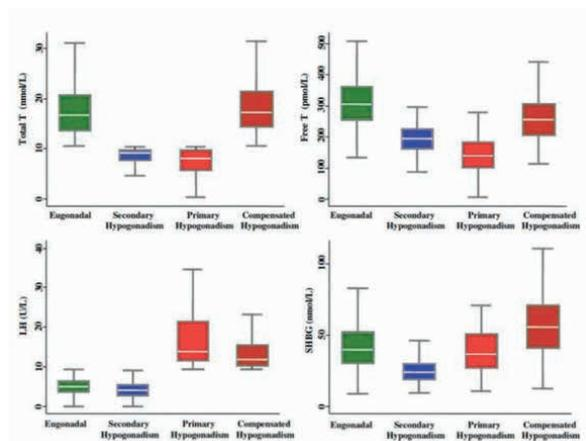 Total T (nmol/L)
30
20
10
0
Eugonadal
Secondary
Hypogonadism
Primary
Hypogonadism
Compensated
Hypogonadism
Free T (pmol/L)
500
400
300
200
100
0
Eugonadal
Secondary
Hypogonadism
Primary
Hypogonadism
Compensated
Hypogonadism
LH (U/L)
40
30
20
10
0
Eugonadal
Secondary
Hypogonadism
Primary
Hypogonadism
Compensated
Hypogonadism
SHBG (nmol/L)
100
50
0
Eugonadal
Secondary
Hypogonadism
Primary
Hypogonadism
Compensated
Hypogonadism